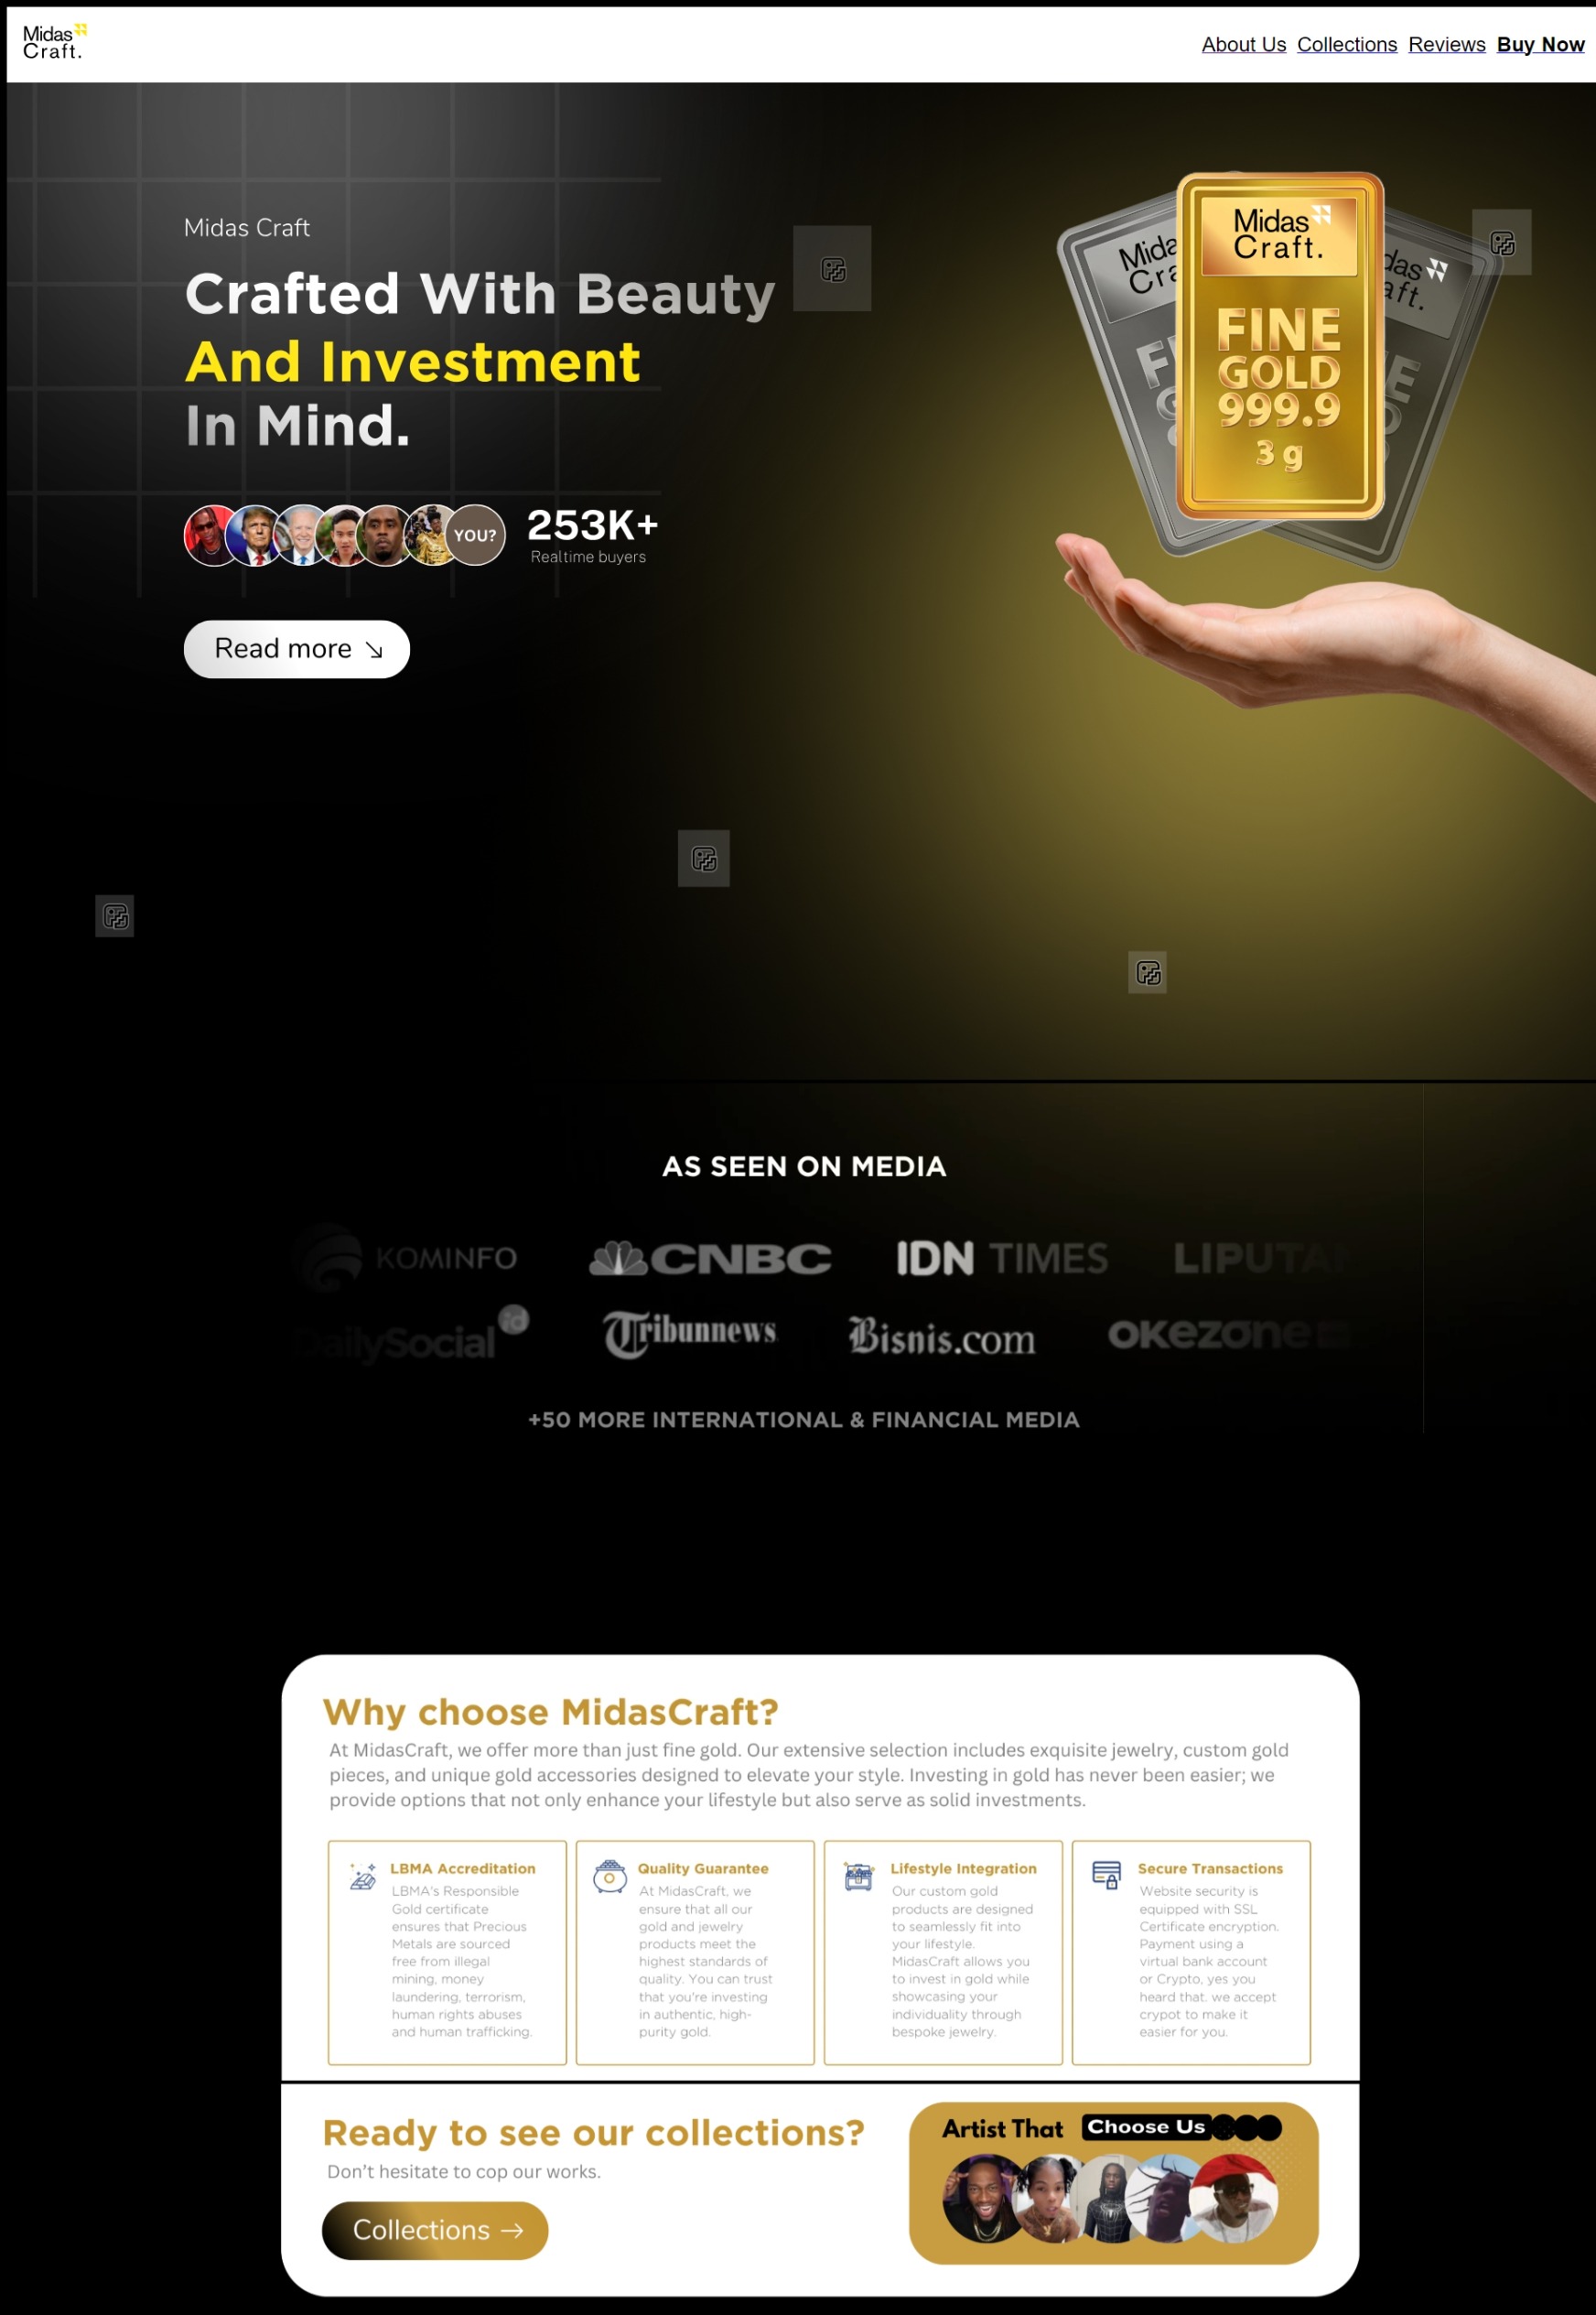 Midas
Craft.
About Us Collections Reviews Buy Now
Midas Craft
Crafted With Beauty
And Investment
In Mind.
YOU?
253K+
Realtime buyers
Read more
Midas
Craft.
FINE
GOLD
999.9
3 g
AS SEEN ON MEDIA
KOMINFO
CNBC
IDN TIMES
LIPUTAN
DailySocial id
Tribunnews
Bisnis.com
OKezone
+50 MORE INTERNATIONAL & FINANCIAL MEDIA
Why choose MidasCraft?
At MidasCraft, we offer more than just fine gold. Our extensive selection includes exquisite jewelry, custom gold
pieces, and unique gold accessories designed to elevate your style. Investing in gold has never been easier; we
provide options that not only enhance your lifestyle but also serve as solid investments.
LBMA Accreditation
LBMA's Responsible
Gold certificate
ensures that Precious
Metals are sourced
free from illegal
mining, money
laundering, terrorism,
human rights abuses
and human trafficking.
Quality Guarantee
At MidasCraft, we
ensure that all our
gold and jewelry
products meet the
highest standards of
quality. You can trust
that you're investing
in authentic, high-
purity gold.
Lifestyle Integration
Our custom gold
products are designed
to seamlessly fit into
your lifestyle.
MidasCraft allows you
to invest in gold while
showcasing your
individuality through
bespoke jewelry.
Secure Transactions
Website security is
equipped with SSL
Certificate encryption.
Payment using a
virtual bank account
or Crypto, yes you
heard that. we accept
crypot to make it
easier for you.
Ready to see our collections?
Don't hesitate to cop our works.
Collections
Artist That Choose Us